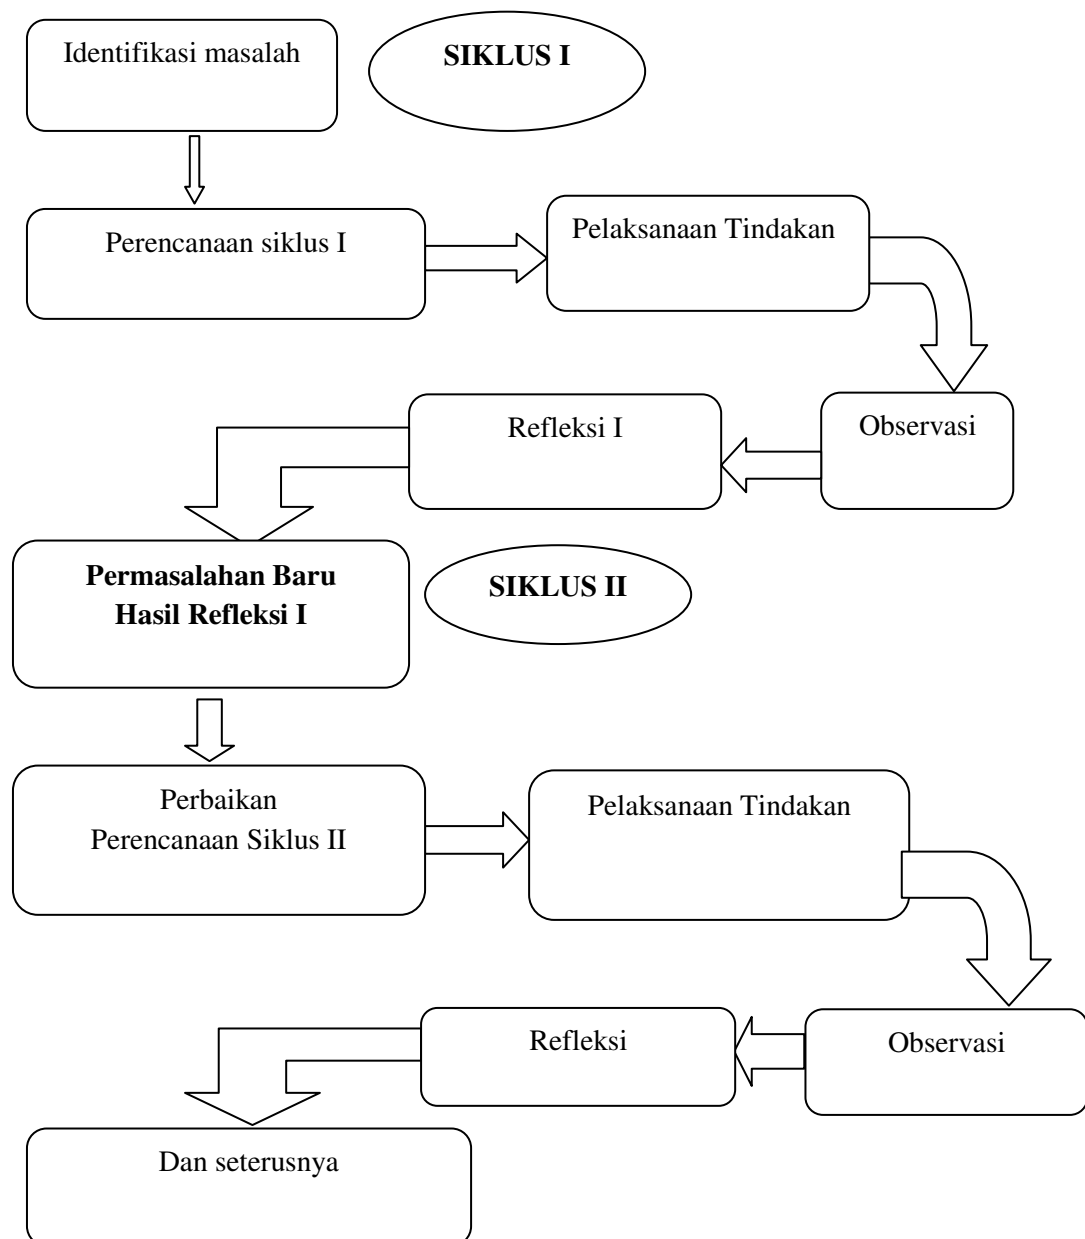 Identifikasi masalah
SIKLUS I
Perencanaan siklus I
Pelaksanaan Tindakan
Observasi
Refleksi I
Permasalahan Baru
Hasil Refleksi I
SIKLUS II
Perbaikan
Perencanaan Siklus II
Pelaksanaan Tindakan
Observasi
Refleksi
Dan seterusnya